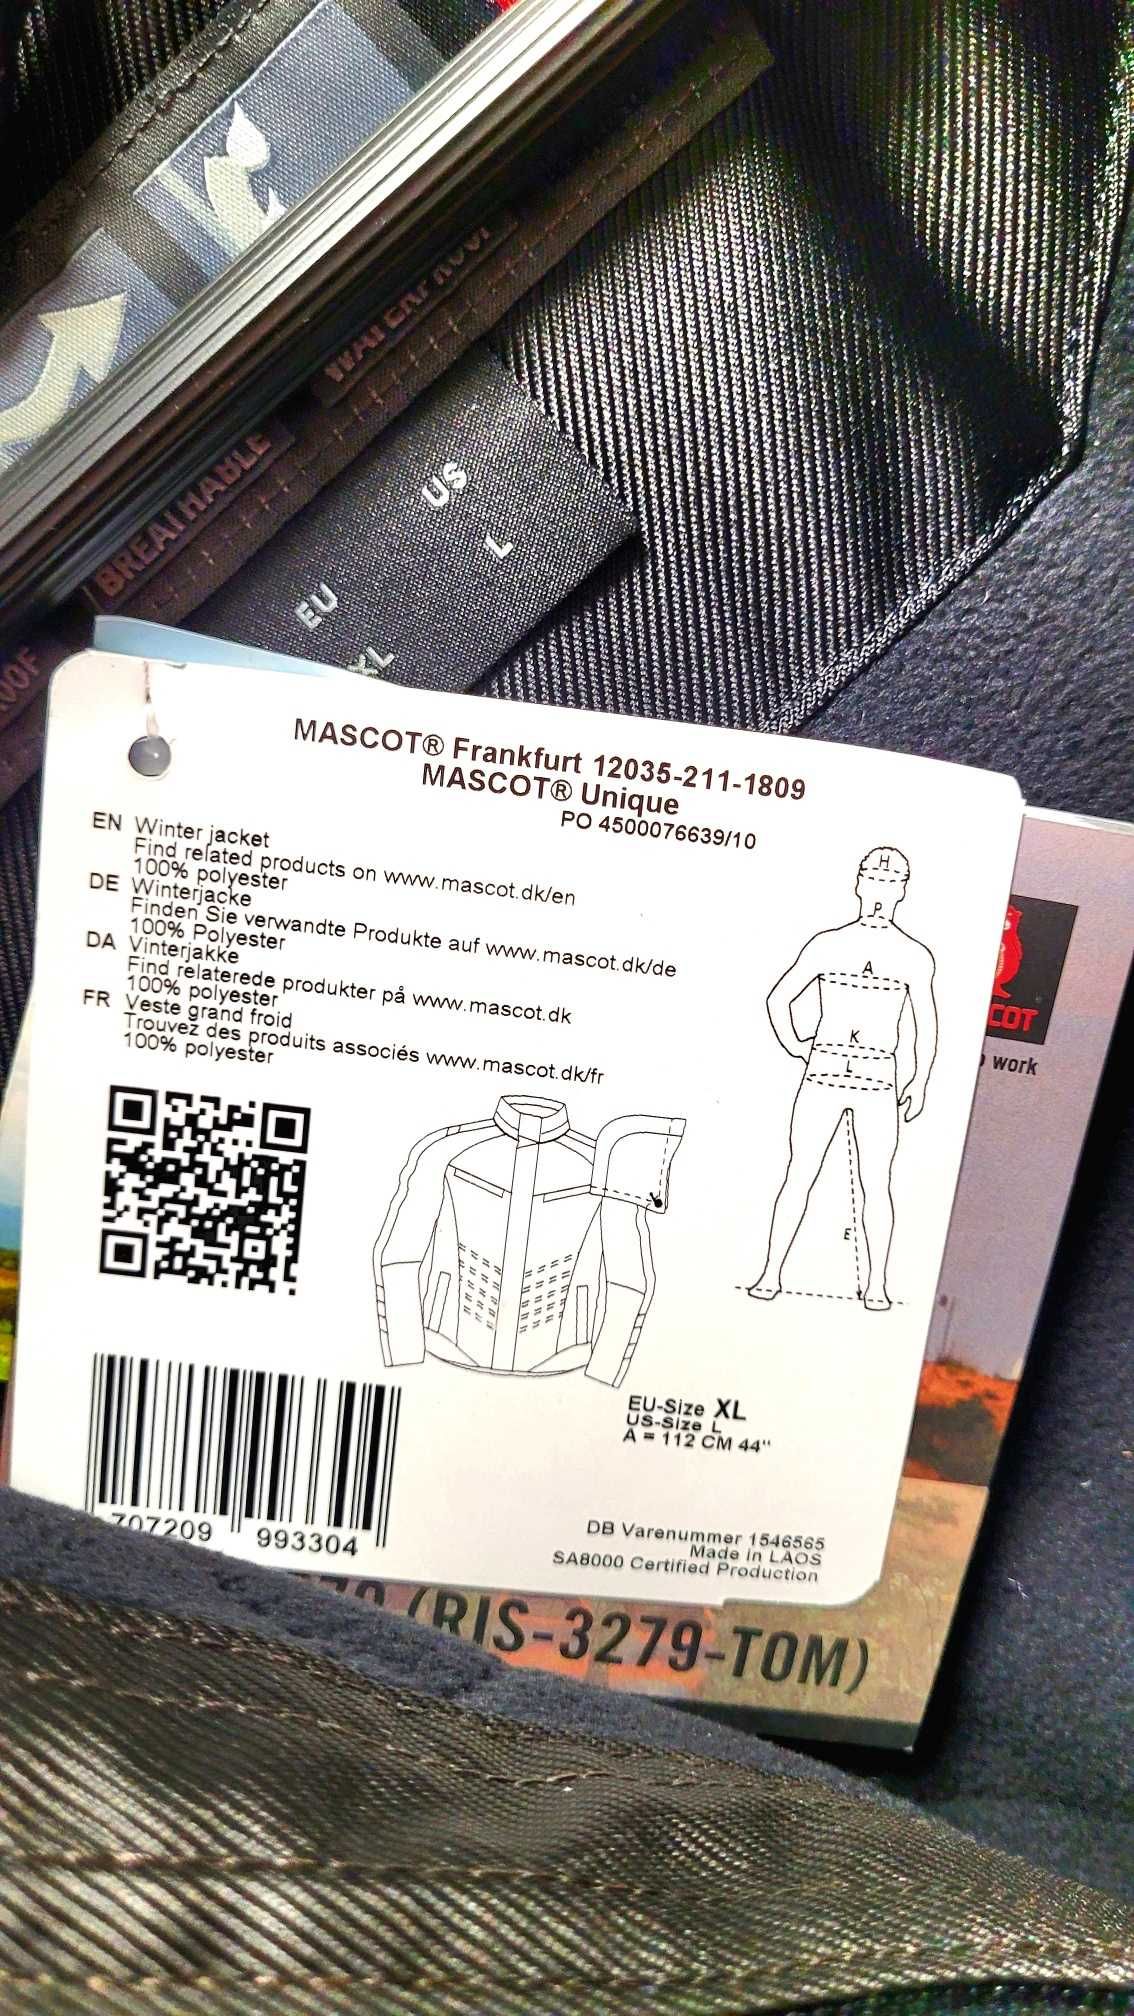 WATERPROOF
BREATHABLE
US
L
EU
XL
MASCOT® Frankfurt 12035-211-1809
MASCOT® Unique
PO 4500076639/10
EN Winter jacket
Find related products on www.mascot.dk/en
100% polyester
DE Winterjacke
Finden Sie verwandte Produkte auf www.mascot.dk/de
100% Polyester
DA Vinterjakke
Find relaterede produkter på www.mascot.dk
100% polyester
FR Veste grand froid
Trouvez des produits associés www.mascot.dk/fr
100% polyester
H
P
A
K
L
E
COT
work
EU-Size XL
US-Size L
A = 112 CM 44"
707209 993304
DB Varenummer 1546565
Made in LAOS
SA8000 Certified Production
(RIS-3279-TOM)